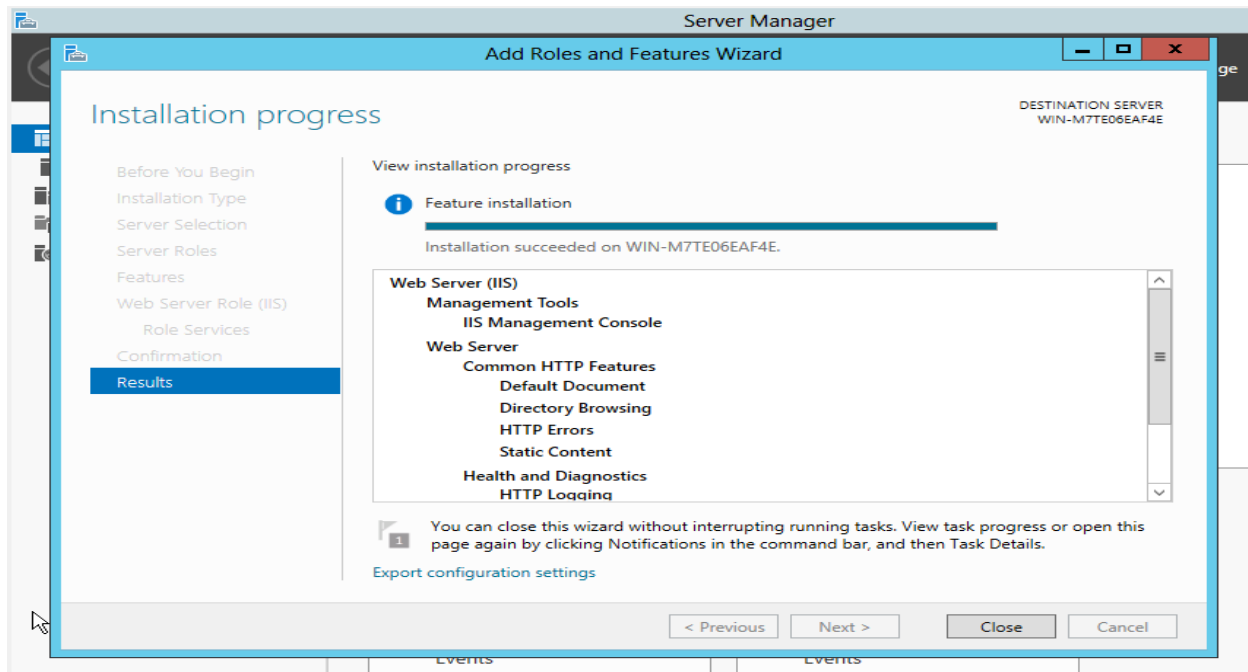 Server Manager
Add Roles and Features Wizard
ge
Installation progress
DESTINATION SERVER
WIN-M7TE06EAF4E
Before You Begin
Installation Type
Server Selection
Server Roles
Features
Web Server Role (IIS)
Role Services
Confirmation
Results
View installation progress
Feature installation
Installation succeeded on WIN-M7TE06EAF4E.
Web Server (IIS)
Management Tools
IIS Management Console
Web Server
Common HTTP Features
Default Document
Directory Browsing
HTTP Errors
Static Content
Health and Diagnostics
HTTP Logging
1
You can close this wizard without interrupting running tasks. View task progress or open this
page again by clicking Notifications in the command bar, and then Task Details.
Export configuration settings
< Previous
Next >
Close
Cancel
Events
Events